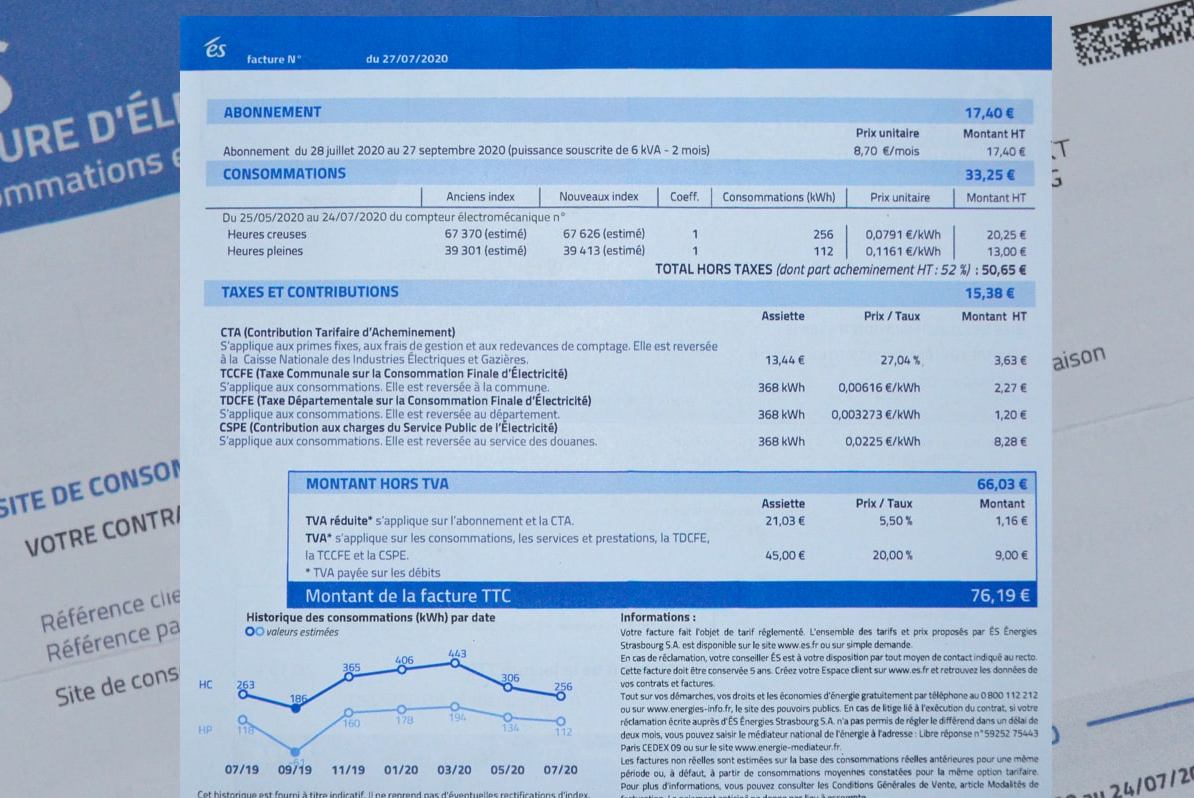 URE D'ÉL
ommations e
SITE DE CONSOM
VOTRE CONTRA
Référence clie
Référence pa
Site de cons
aison
au 24/07/20
és facture N° du 27/07/2020
ABONNEMENT 17,40 €
Prix unitaire Montant HT
Abonnement du 28 juillet 2020 au 27 septembre 2020 (puissance souscrite de 6 kVA - 2 mois) 8,70 €/mois 17,40 €
CONSOMMATIONS 33,25 €
Anciens index Nouveaux index Coeff. Consommations (kWh) Prix unitaire Montant HT
Du 25/05/2020 au 24/07/2020 du compteur électromécanique n°
Heures creuses 67 370 (estimé) 67 626 (estimé) 1 256 0,0791 €/kWh 20,25 €
Heures pleines 39 301 (estimé) 39 413 (estimé) 1 112 0,1161 €/kWh 13,00 €
TOTAL HORS TAXES (dont part acheminement HT : 52 %) : 50,65 €
TAXES ET CONTRIBUTIONS 15,38 €
Assiette Prix / Taux Montant HT
CTA (Contribution Tarifaire d'Acheminement)
S'applique aux primes fixes, aux frais de gestion et aux redevances de comptage. Elle est reversée
à la Caisse Nationale des Industries Électriques et Gazières. 13,44 € 27,04 % 3,63 €
TCCFE (Taxe Communale sur la Consommation Finale d'Électricité)
S'applique aux consommations. Elle est reversée à la commune. 368 kWh 0,00616 €/kWh 2,27 €
TDCFE (Taxe Départementale sur la Consommation Finale d'Électricité)
S'applique aux consommations. Elle est reversée au département. 368 kWh 0,003273 €/kWh 1,20 €
CSPE (Contribution aux charges du Service Public de l'Électricité)
S'applique aux consommations. Elle est reversée au service des douanes. 368 kWh 0,0225 €/kWh 8,28 €
MONTANT HORS TVA 66,03 €
Assiette Prix / Taux Montant
TVA réduite* s'applique sur l'abonnement et la CTA. 21,03 € 5,50 % 1,16 €
TVA* s'applique sur les consommations, les services et prestations, la TDCFE,
la TCCFE et la CSPE. 45,00 € 20,00 % 9,00 €
* TVA payée sur les débits
Montant de la facture TTC 76,19 €
Historique des consommations (kWh) par date
valeurs estimées
HC 263 186 365 406 443 306 256
HP 118 -61 160 178 194 134 112
07/19 09/19 11/19 01/20 03/20 05/20 07/20
Cet historique est fourni à titre indicatif. Il ne reprend pas d'éventuelles rectifications d'index.
Informations :
Votre facture fait l'objet de tarif réglementé. L'ensemble des tarifs et prix proposés par ÉS Énergies
Strasbourg S.A. est disponible sur le site www.es.fr ou sur simple demande.
En cas de réclamation, votre conseiller ÉS est à votre disposition par tout moyen de contact indiqué au recto.
Cette facture doit être conservée 5 ans. Créez votre Espace client sur www.es.fr et retrouvez les données de
vos contrats et factures.
Tout sur vos démarches, vos droits et les économies d'énergie gratuitement par téléphone au 0 800 112 212
ou sur www.energies-info.fr, le site des pouvoirs publics. En cas de litige lié à l'exécution du contrat, si votre
réclamation écrite auprès d'ÉS Énergies Strasbourg S.A. n'a pas permis de régler le différend dans un délai de
deux mois, vous pouvez saisir le médiateur national de l'énergie à l'adresse : Libre réponse n°59252 75443
Paris CEDEX 09 ou sur le site www.energie-mediateur.fr.
Les factures non réelles sont estimées sur la base des consommations réelles antérieures pour une même
période ou, à défaut, à partir de consommations moyennes constatées pour la même option tarifaire.
Pour plus d'informations, vous pouvez consulter les Conditions Générales de Vente, article Modalités de